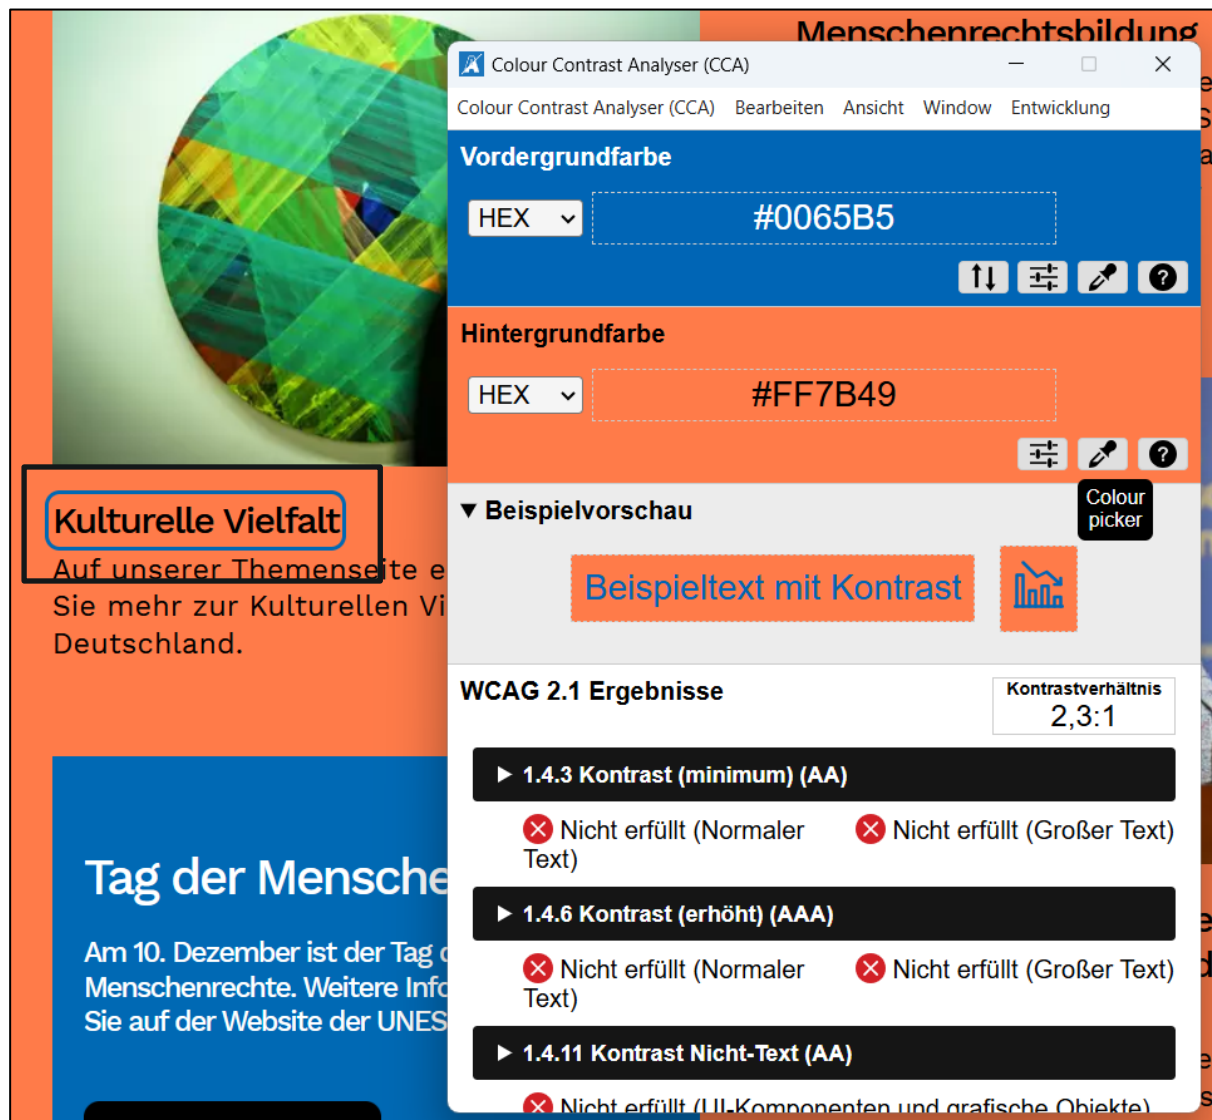 Menschenrechtsbildung
Colour Contrast Analyser (CCA)
Colour Contrast Analyser (CCA) Bearbeiten Ansicht Window Entwicklung
Vordergrundfarbe
HEX #0065B5
Hintergrundfarbe
HEX #FF7B49
Colour
picker
Beispielvorschau
Beispieltext mit Kontrast
WCAG 2.1 Ergebnisse
Kontrastverhältnis
2,3:1
1.4.3 Kontrast (minimum) (AA)
Nicht erfüllt (Normaler
Text)
Nicht erfüllt (Großer Text)
1.4.6 Kontrast (erhöht) (AAA)
Nicht erfüllt (Normaler
Text)
Nicht erfüllt (Großer Text)
1.4.11 Kontrast Nicht-Text (AA)
Nicht erfüllt (UI-Komponenten und grafische Objekte)
Kulturelle Vielfalt
Auf unserer Themenseite e
Sie mehr zur Kulturellen Vi
Deutschland.
Tag der Mensche
Am 10. Dezember ist der Tag
Menschenrechte. Weitere Info
Sie auf der Website der UNES